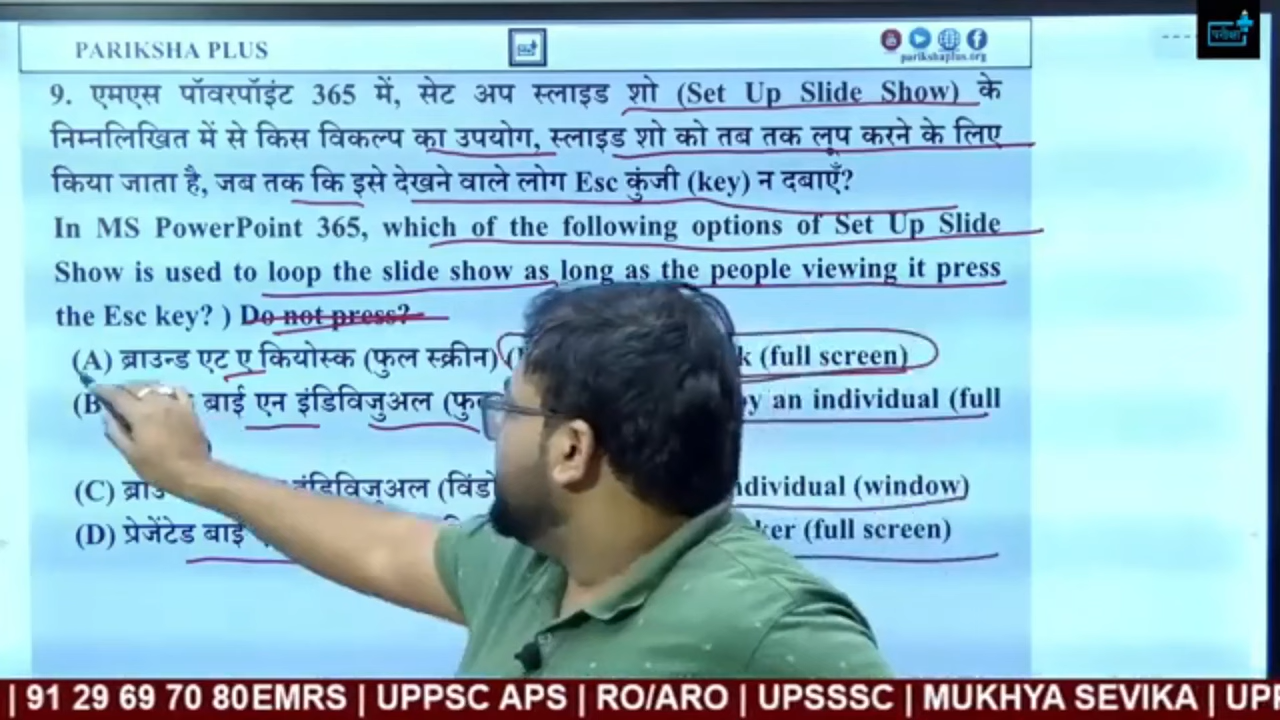 PARIKSHA PLUS
parikshaplus.org
परीक्षा
9. एमएस पॉवरपॉइंट 365 में, सेट अप स्लाइड शो (Set Up Slide Show) के
निम्नलिखित में से किस विकल्प का उपयोग, स्लाइड शो को तब तक लूप करने के लिए
किया जाता है, जब तक कि इसे देखने वाले लोग Esc कुंजी (key) न दबाएँ?
In MS PowerPoint 365, which of the following options of Set Up Slide
Show is used to loop the slide show as long as the people viewing it press
the Esc key? ) Do not press?
(A) ब्राउन्ड एट ए कियोस्क (फुल स्क्रीन) (full screen)
(B बाई एन इंडिविजुअल an individual (full
(C) इंडिविजुअल (window)
(D) प्रेजेंटेड बाई (full screen)
| 91 29 69 70 80EMRS | UPPSC APS | RO/ARO | UPSSSC | MUKHYA SEVIKA |